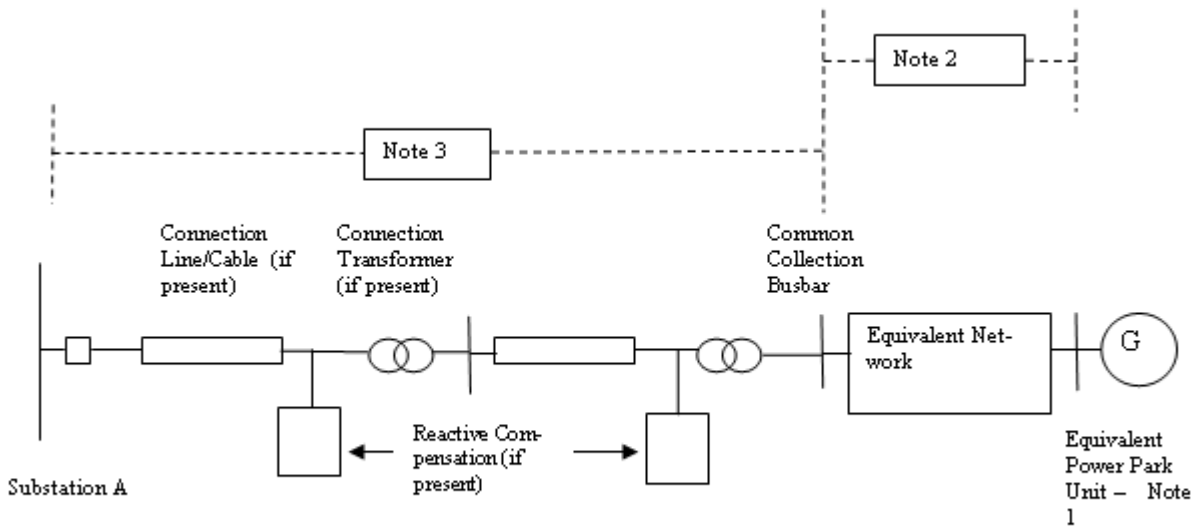 Note 2
Note 3
Connection
Line/Cable (if
present)
Connection
Transformer
(if present)
Common
Collection
Busbar
Equivalent Net-
work
G
Reactive Com-
pensation (if
present)
Substation A
Equivalent
Power Park
Unit – Note
1